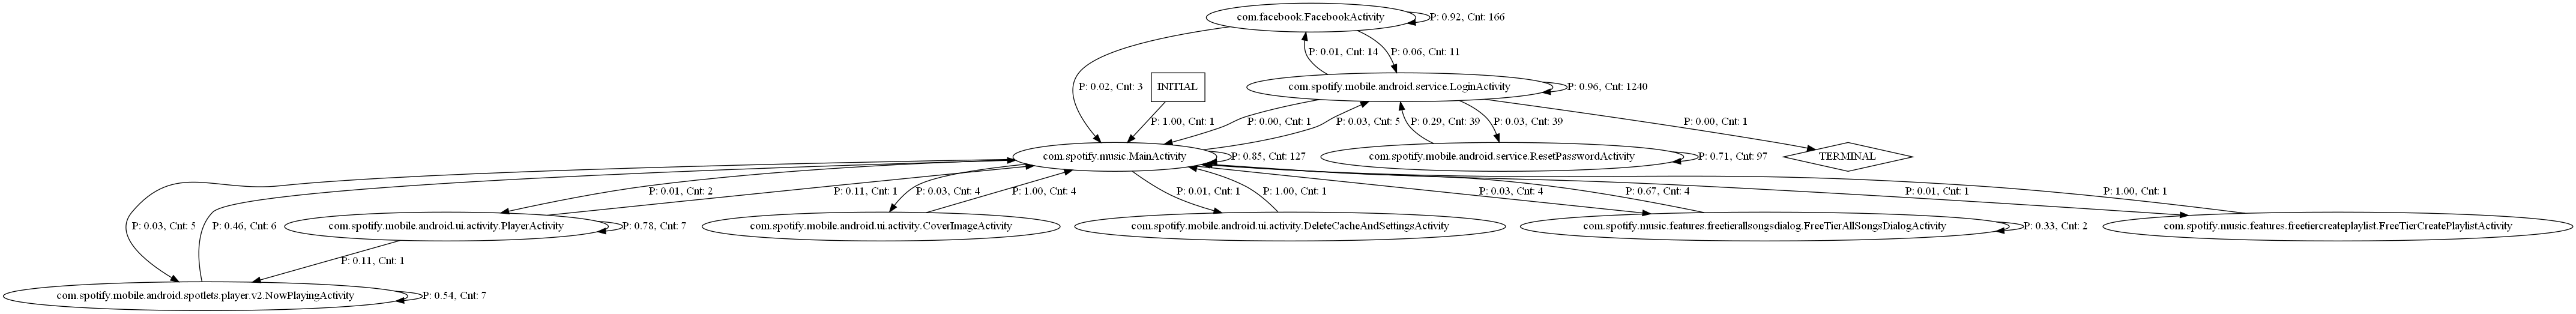 com.facebook.FacebookActivity
P: 0.92, Cnt: 166
P: 0.01, Cnt: 14
P: 0.06, Cnt: 11
P: 0.02, Cnt: 3
INITIAL
com.spotify.mobile.android.service.LoginActivity
P: 0.96, Cnt: 1240
P: 1.00, Cnt: 1
P: 0.00, Cnt: 1
P: 0.03, Cnt: 5
P: 0.29, Cnt: 39
P: 0.03, Cnt: 39
P: 0.00, Cnt: 1
com.spotify.music.MainActivity
P: 0.85, Cnt: 127
com.spotify.mobile.android.service.ResetPasswordActivity
P: 0.71, Cnt: 97
TERMINAL
P: 0.01, Cnt: 2
P: 0.11, Cnt: 1
P: 0.03, Cnt: 4
P: 1.00, Cnt: 4
P: 0.01, Cnt: 1
P: 1.00, Cnt: 1
P: 0.03, Cnt: 4
P: 0.67, Cnt: 4
P: 0.01, Cnt: 1
P: 1.00, Cnt: 1
P: 0.03, Cnt: 5
P: 0.46, Cnt: 6
com.spotify.mobile.android.ui.activity.PlayerActivity
P: 0.78, Cnt: 7
com.spotify.mobile.android.ui.activity.CoverImageActivity
com.spotify.mobile.android.ui.activity.DeleteCacheAndSettingsActivity
com.spotify.music.features.freetierallsongsdialog.FreeTierAllSongsDialogActivity
P: 0.33, Cnt: 2
com.spotify.music.features.freetiercreateplaylist.FreeTierCreatePlaylistActivity
P: 0.11, Cnt: 1
com.spotify.mobile.android.spotlets.player.v2.NowPlayingActivity
P: 0.54, Cnt: 7